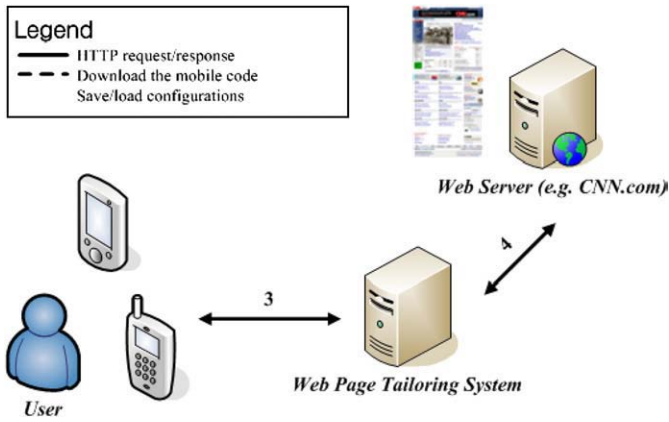 Legend
HTTP request/response
Download the mobile code
Save/load configurations
Web Server (e.g. CNN.com)
4
3
Web Page Tailoring System
User